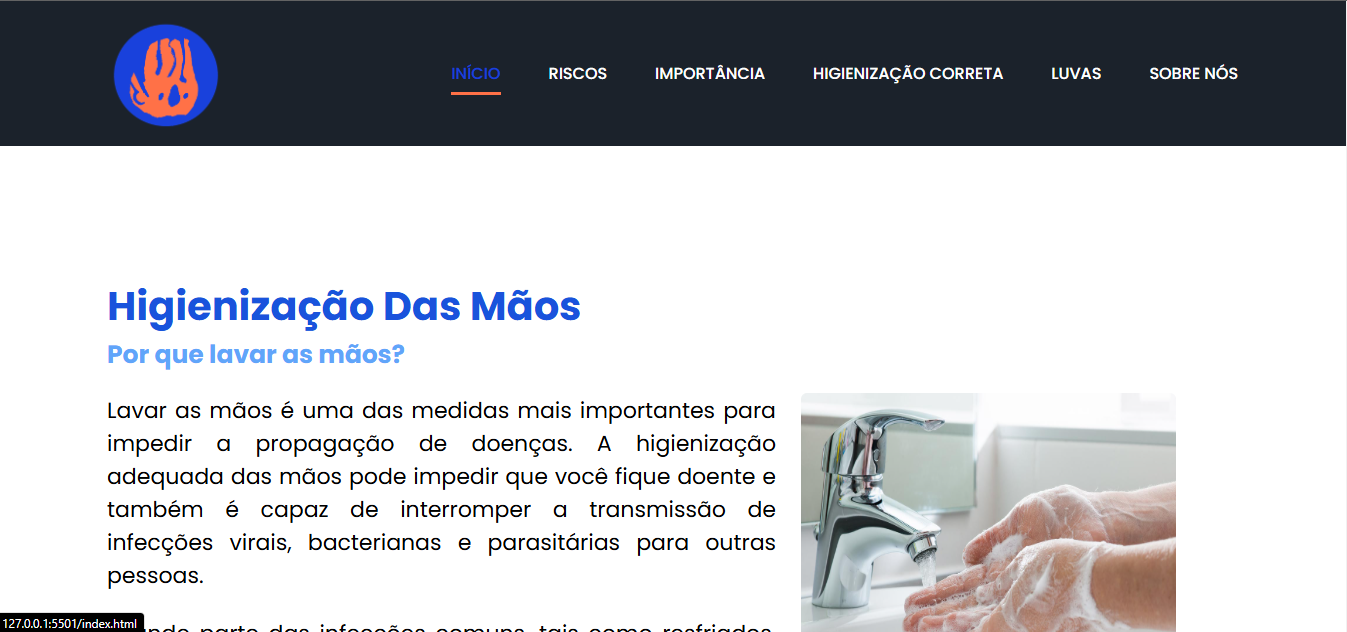 INÍCIO RISCOS IMPORTÂNCIA HIGIENIZAÇÃO CORRETA LUVAS SOBRE NÓS
Higienização Das Mãos
Por que lavar as mãos?
Lavar as mãos é uma das medidas mais importantes para
impedir a propagação de doenças. A higienização
adequada das mãos pode impedir que você fique doente e
também é capaz de interromper a transmissão de
infecções virais, bacterianas e parasitárias para outras
pessoas.
parte das infecções comuns, tais como resfriados,
127.0.0.1:5501/index.html